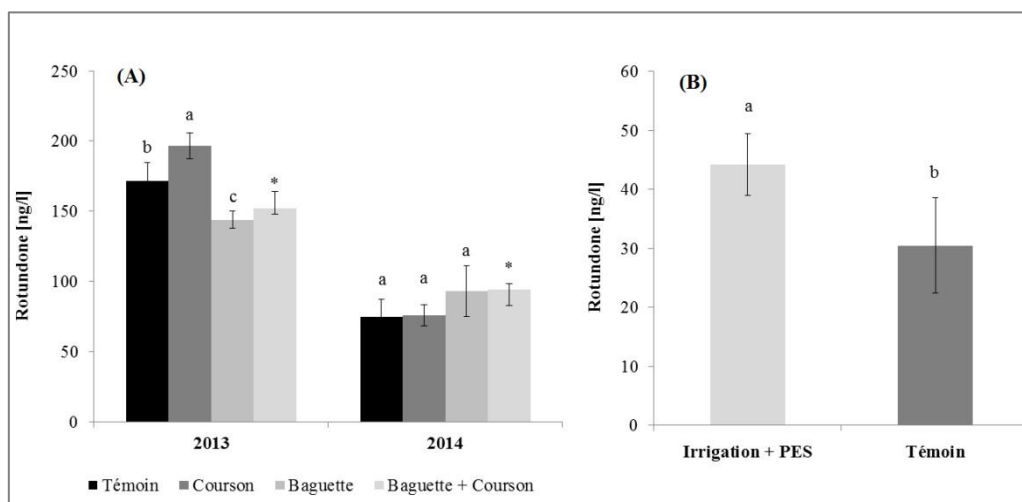 (A)
Rotundone [ng/l]
250
200
150
100
50
0
b
a
c
*
a
a
a
*
2013
2014
Témoin
Courson
Baguette
Baguette + Courson
(B)
Rotundone [ng/l]
60
50
40
30
20
10
0
a
b
Irrigation + PES
Témoin